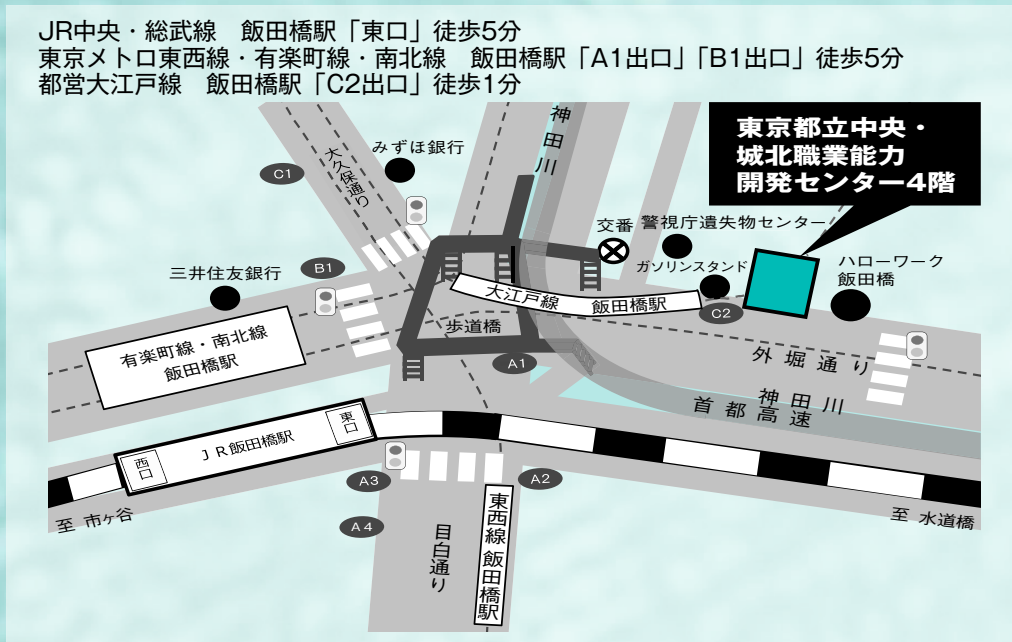 JR中央・総武線　飯田橋駅「東口」徒歩5分
東京メトロ東西線・有楽町線・南北線　飯田橋駅「A1出口」「B1出口」徒歩5分
都営大江戸線　飯田橋駅「C2出口」徒歩1分
神田川
東京都立中央・
城北職業能力
開発センター4階
みずほ銀行
大久保通り
C1
交番
警視庁遺失物センター
ガソリンスタンド
ハローワーク
飯田橋
三井住友銀行
B1
大江戸線　飯田橋駅
C2
歩道橋
有楽町線・南北線
飯田橋駅
A1
外堀通り
神田川
首都高速
東口
JR飯田橋駅
西口
A3
A2
A4
至 市ヶ谷
目白通り
東西線 飯田橋駅
至 水道橋